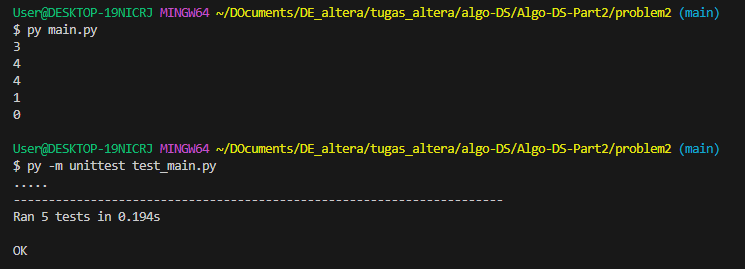 User@DESKTOP-19NICRJ MINGW64 ~/DOcuments/DE_altera/tugas_altera/algo-DS/Algo-DS-Part2/problem2 (main)
$ py main.py
3
4
4
1
0
User@DESKTOP-19NICRJ MINGW64 ~/DOcuments/DE_altera/tugas_altera/algo-DS/Algo-DS-Part2/problem2 (main)
$ py -m unittest test_main.py
.....
----------------------------------------------------------------------
Ran 5 tests in 0.194s
OK